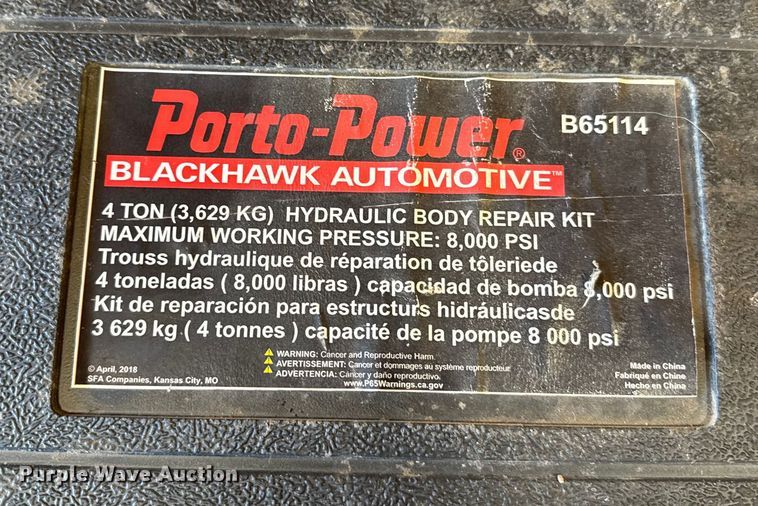 Porto-Power® B65114
BLACKHAWK AUTOMOTIVE™
4 TON (3,629 KG) HYDRAULIC BODY REPAIR KIT
MAXIMUM WORKING PRESSURE: 8,000 PSI
Trouss hydraulique de réparation de tôleriede
4 toneladas ( 8,000 libras ) capacidad de bomba 8,000 psi
Kit de reparación para estructurs hidráulicasde
3 629 kg ( 4 tonnes ) capacité de la pompe 8 000 psi
WARNING: Cancer and Reproductive Harm
AVERTISSEMENT: Cancer et dommages au système reproducteur
ADVERTENCIA: Cáncer y daño reproductivo.
www.P65Warnings.ca.gov
© April, 2018
SFA Companies, Kansas City, MO
Made in China
Fabriqué en Chine
Hecho en China
Purple Wave Auction